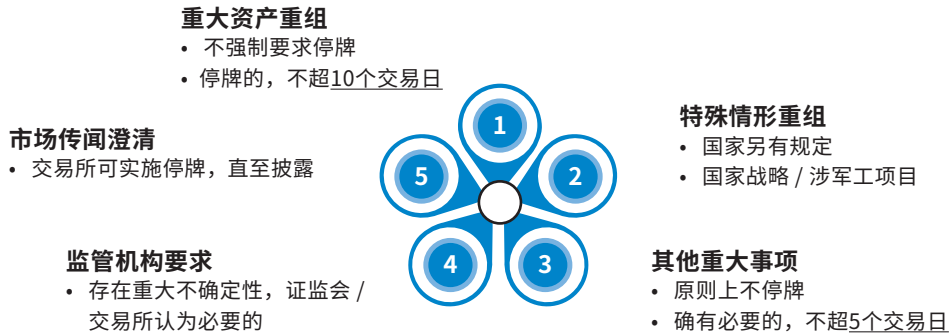 重大资产重组
• 不强制要求停牌
• 停牌的，不超10个交易日
1
特殊情形重组
• 国家另有规定
• 国家战略 / 涉军工项目
2
其他重大事项
• 原则上不停牌
• 确有必要的，不超5个交易日
3
监管机构要求
• 存在重大不确定性，证监会 /
交易所认为必要的
4
市场传闻澄清
• 交易所可实施停牌，直至披露
5